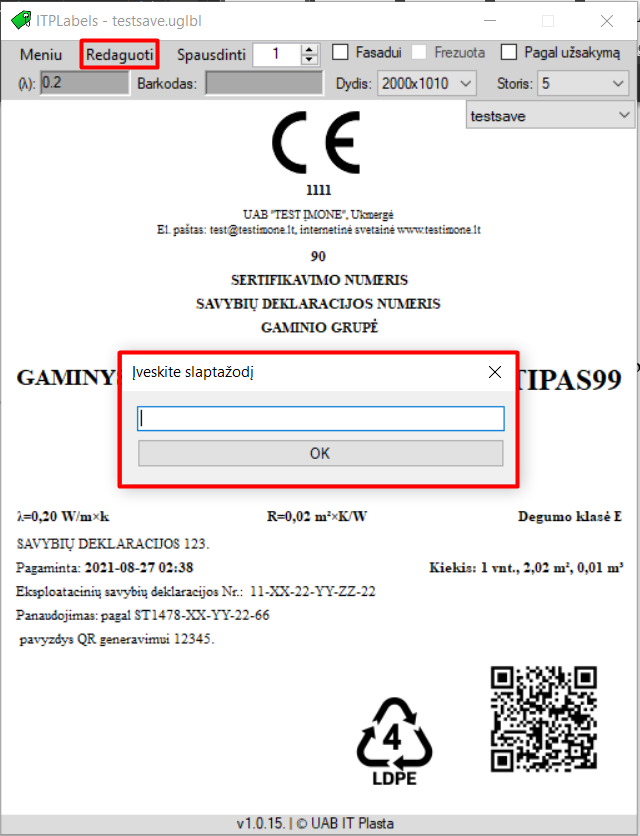 ITPLabels - testsave.uglbl
Meniu Redaguoti Spausdinti 1 Fasadui Frezuota Pagal užsakymą
(λ): 0.2 Barkodas: Dydis: 2000x1010 Storis: 5
testsave
CE
1111
UAB "TEST ĮMONE", Ukmergė
El. paštas: test@testimone.lt, internetinė svetainė www.testimone.lt
90
SERTIFIKAVIMO NUMERIS
SAVYBIŲ DEKLARACIJOS NUMERIS
GAMINIO GRUPĖ
GAMINYS TIPAS99
Įveskite slaptažodį
OK
λ=0,20 W/m×k R=0,02 m²×K/W Degumo klasė E
SAVYBIŲ DEKLARACIJOS 123.
Pagaminta: 2021-08-27 02:38 Kiekis: 1 vnt., 2,02 m², 0,01 m³
Eksploatacinių savybių deklaracijos Nr.: 11-XX-22-YY-ZZ-22
Panaudojimas: pagal ST1478-XX-YY-22-66
pavyzdys QR generavimui 12345.
4
LDPE
v1.0.15. | © UAB IT Plasta